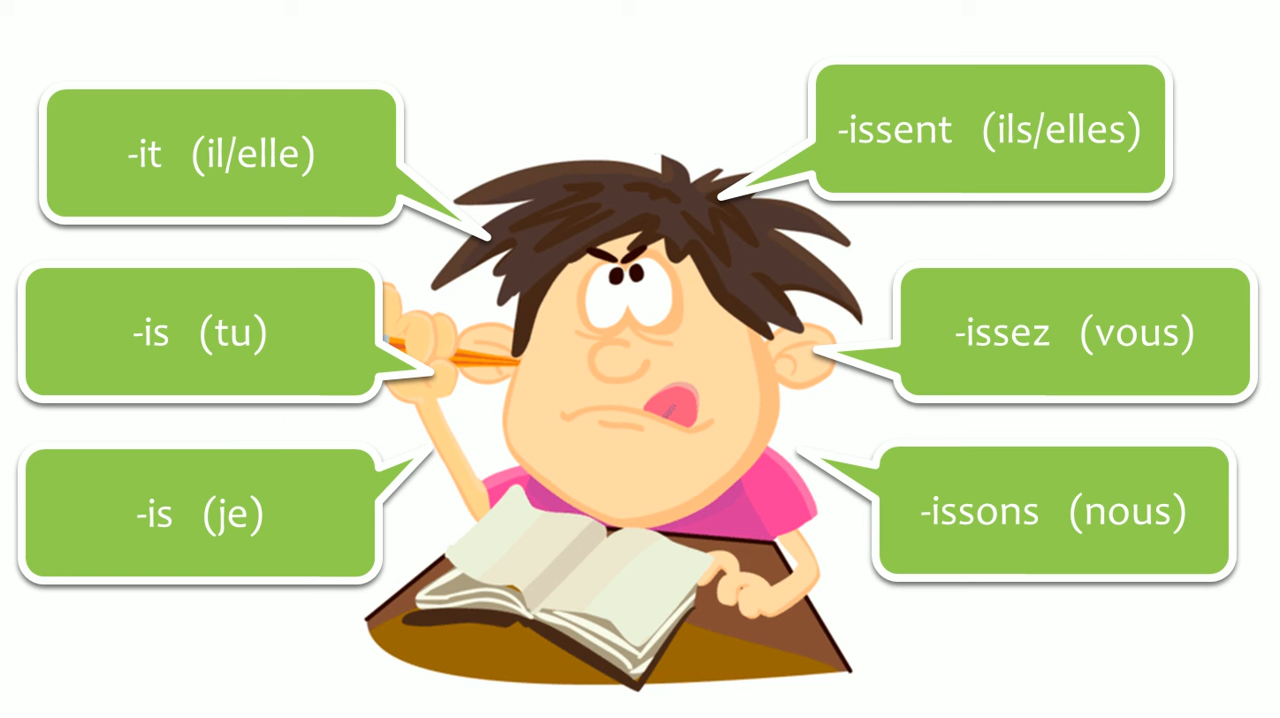 -it (il/elle)
-is (tu)
-is (je)
-issent (ils/elles)
-issez (vous)
-issons (nous)